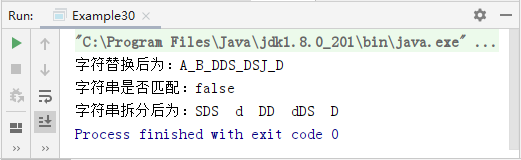 Run: Example30
"C:\Program Files\Java\jdk1.8.0_201\bin\java.exe" ...
字符替换后为：A_B_DDS_DSJ_D
字符串是否匹配：false
字符串拆分后为：SDS  d  DD  dDS  D
Process finished with exit code 0